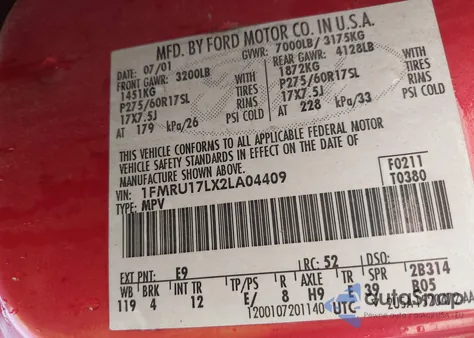 MFD. BY FORD MOTOR CO. IN U.S.A.
DATE: 07/01 GVWR: 7000LB/ 3175KG
FRONT GAWR: 3200LB REAR GAWR: 4128LB
1451KG WITH 1872KG WITH
P275/60R17SL TIRES P275/60R17SL TIRES
17X7.5J RIMS 17X7.5J RIMS
AT 179 kPa/26 PSI COLD AT 228 kPa/33 PSI COLD
THIS VEHICLE CONFORMS TO ALL APPLICABLE FEDERAL MOTOR
VEHICLE SAFETY STANDARDS IN EFFECT ON THE DATE OF
MANUFACTURE SHOWN ABOVE.
VIN: 1FMRU17LX2LA04409 F0211
TYPE: MPV T0380
EXT PNT: E9 RC: 52 DSO:
WB BRK INT TR TP/PS R AXLE TR SPR 2B314
119 4 12 E/ 8 H9 E 39 B05
1200107201140 UTC
autosnap